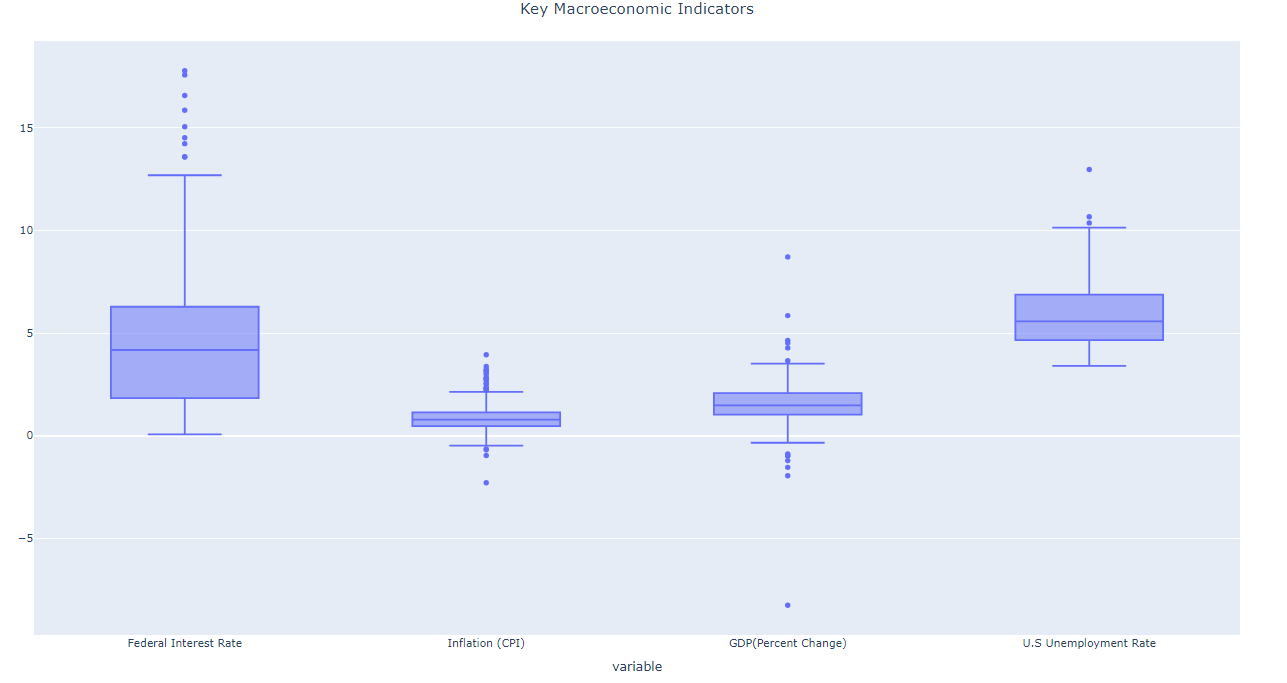 Key Macroeconomic Indicators
15
10
5
0
−5
Federal Interest Rate
Inflation (CPI)
GDP(Percent Change)
U.S Unemployment Rate
variable